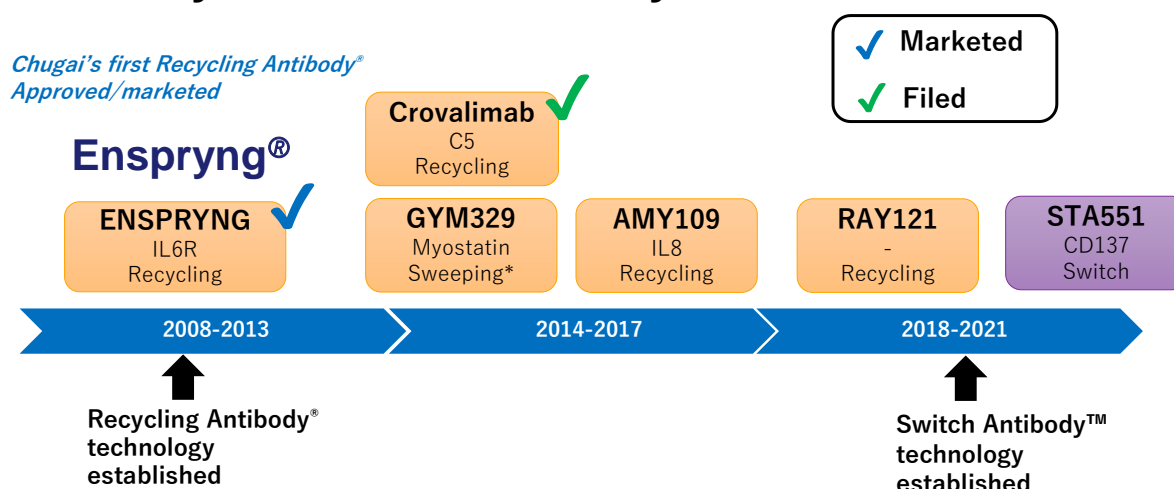 Chugai's first Recycling Antibody®
Approved/marketed
Marketed
Filed
Enspryng®
Crovalimab
C5
Recycling
ENSPRYNG
IL6R
Recycling
GYM329
Myostatin
Sweeping*
AMY109
IL8
Recycling
RAY121
-
Recycling
STA551
CD137
Switch
2008-2013
2014-2017
2018-2021
Recycling Antibody®
technology
established
Switch Antibody™
technology
established